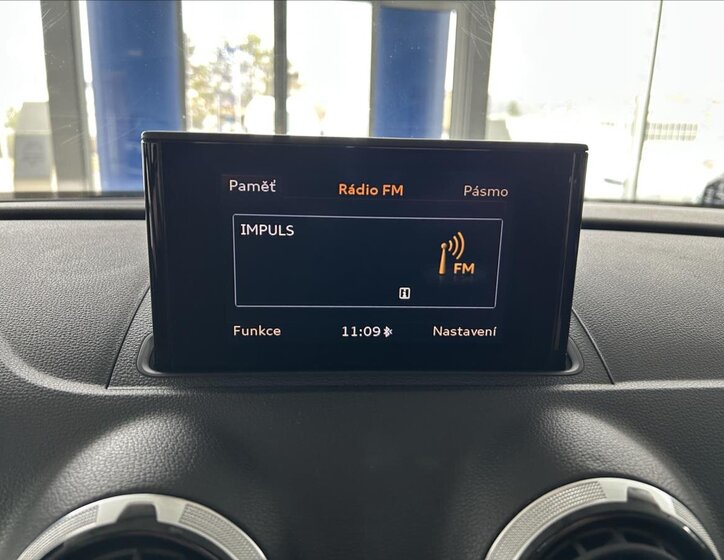 Paměť Rádio FM Pásmo
IMPULS
FM
i
Funkce 11:09 Nastavení